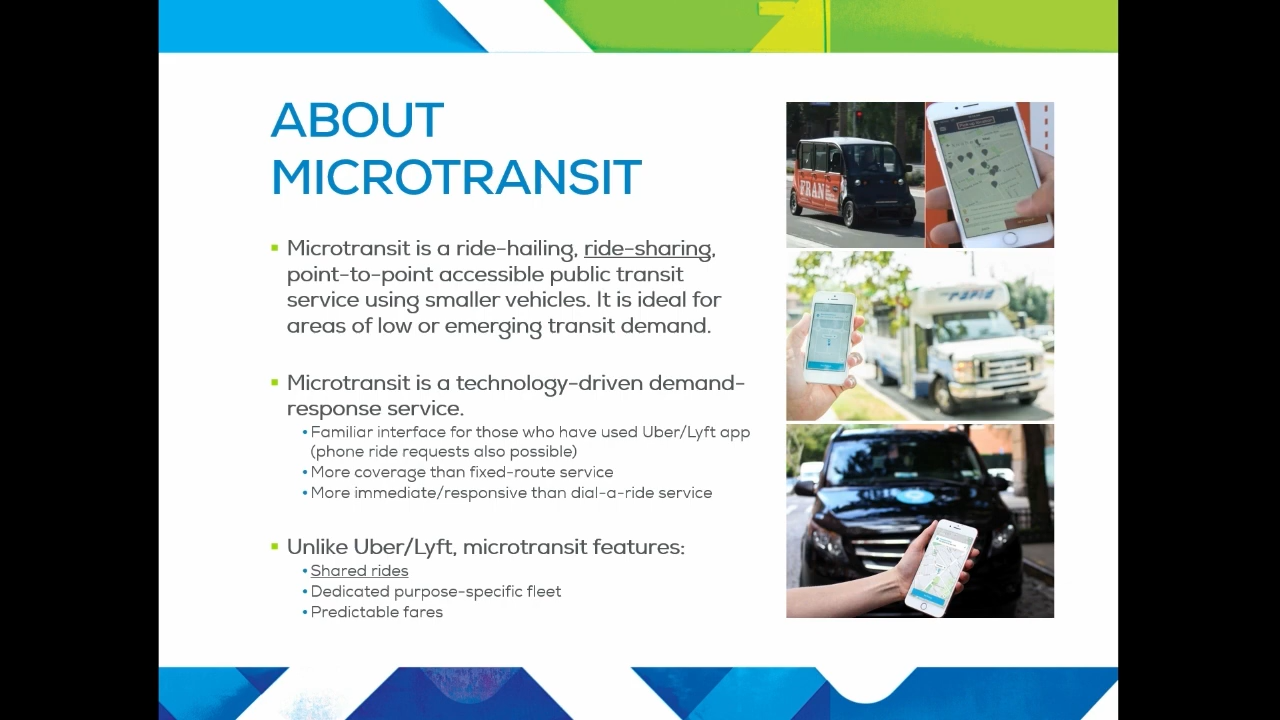 ABOUT
MICROTRANSIT
▪ Microtransit is a ride-hailing, ride-sharing,
point-to-point accessible public transit
service using smaller vehicles. It is ideal for
areas of low or emerging transit demand.
▪ Microtransit is a technology-driven demand-
response service.
• Familiar interface for those who have used Uber/Lyft app
(phone ride requests also possible)
• More coverage than fixed-route service
• More immediate/responsive than dial-a-ride service
▪ Unlike Uber/Lyft, microtransit features:
• Shared rides
• Dedicated purpose-specific fleet
• Predictable fares
FRAN